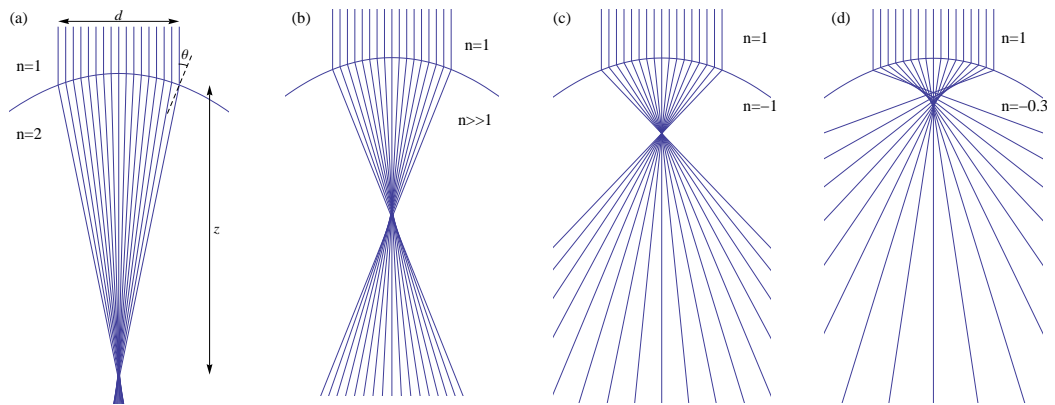 (a)
d
θ
n=1
n=2
z
(b)
n=1
n>>1
(c)
n=1
n=−1
(d)
n=1
n=−0.3